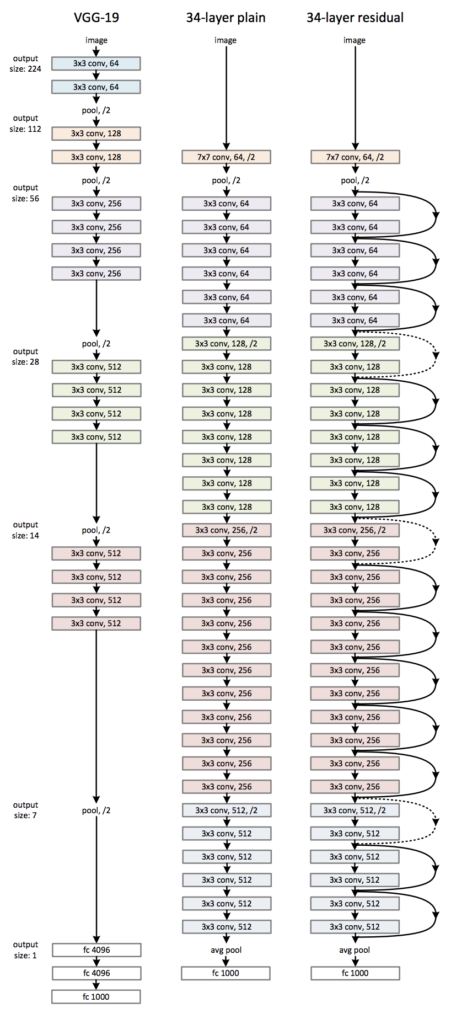 VGG-19
34-layer plain
34-layer residual
output
size: 224
image
3x3 conv, 64
3x3 conv, 64
pool, /2
output
size: 112
3x3 conv, 128
3x3 conv, 128
pool, /2
output
size: 56
3x3 conv, 256
3x3 conv, 256
3x3 conv, 256
3x3 conv, 256
pool, /2
output
size: 28
3x3 conv, 512
3x3 conv, 512
3x3 conv, 512
3x3 conv, 512
pool, /2
output
size: 14
3x3 conv, 512
3x3 conv, 512
3x3 conv, 512
3x3 conv, 512
output
size: 7
pool, /2
output
size: 1
fc 4096
fc 4096
fc 1000
image
7x7 conv, 64, /2
pool, /2
3x3 conv, 64
3x3 conv, 64
3x3 conv, 64
3x3 conv, 64
3x3 conv, 64
3x3 conv, 64
3x3 conv, 128, /2
3x3 conv, 128
3x3 conv, 128
3x3 conv, 128
3x3 conv, 128
3x3 conv, 128
3x3 conv, 128
3x3 conv, 128
3x3 conv, 256, /2
3x3 conv, 256
3x3 conv, 256
3x3 conv, 256
3x3 conv, 256
3x3 conv, 256
3x3 conv, 256
3x3 conv, 256
3x3 conv, 256
3x3 conv, 256
3x3 conv, 256
3x3 conv, 256
3x3 conv, 512, /2
3x3 conv, 512
3x3 conv, 512
3x3 conv, 512
3x3 conv, 512
3x3 conv, 512
avg pool
fc 1000
image
7x7 conv, 64, /2
pool, /2
3x3 conv, 64
3x3 conv, 64
3x3 conv, 64
3x3 conv, 64
3x3 conv, 64
3x3 conv, 64
3x3 conv, 128, /2
3x3 conv, 128
3x3 conv, 128
3x3 conv, 128
3x3 conv, 128
3x3 conv, 128
3x3 conv, 128
3x3 conv, 128
3x3 conv, 256, /2
3x3 conv, 256
3x3 conv, 256
3x3 conv, 256
3x3 conv, 256
3x3 conv, 256
3x3 conv, 256
3x3 conv, 256
3x3 conv, 256
3x3 conv, 256
3x3 conv, 256
3x3 conv, 256
3x3 conv, 512, /2
3x3 conv, 512
3x3 conv, 512
3x3 conv, 512
3x3 conv, 512
3x3 conv, 512
avg pool
fc 1000